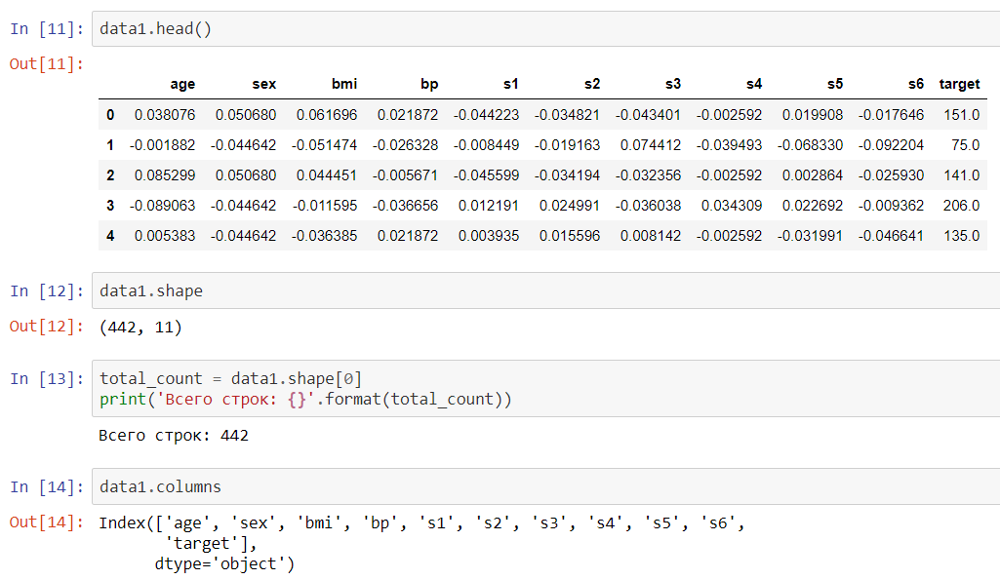 In [11]: data1.head()
Out[11]:
age sex bmi bp s1 s2 s3 s4 s5 s6 target
0 0.038076 0.050680 0.061696 0.021872 -0.044223 -0.034821 -0.043401 -0.002592 0.019908 -0.017646 151.0
1 -0.001882 -0.044642 -0.051474 -0.026328 -0.008449 -0.019163 0.074412 -0.039493 -0.068330 -0.092204 75.0
2 0.085299 0.050680 0.044451 -0.005671 -0.045599 -0.034194 -0.032356 -0.002592 0.002864 -0.025930 141.0
3 -0.089063 -0.044642 -0.011595 -0.036656 0.012191 0.024991 -0.036038 0.034309 0.022692 -0.009362 206.0
4 0.005383 -0.044642 -0.036385 0.021872 0.003935 0.015596 0.008142 -0.002592 -0.031991 -0.046641 135.0
In [12]: data1.shape
Out[12]: (442, 11)
In [13]: total_count = data1.shape[0]
print('Всего строк: {}'.format(total_count))
Всего строк: 442
In [14]: data1.columns
Out[14]: Index(['age', 'sex', 'bmi', 'bp', 's1', 's2', 's3', 's4', 's5', 's6',
'target'],
dtype='object')